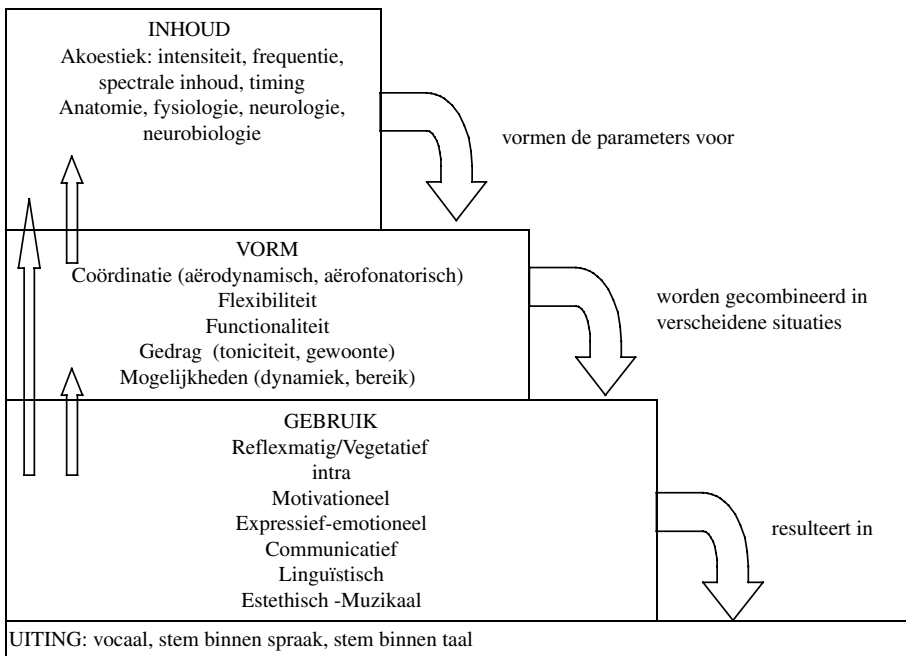 INHOUD
Akoestiek: intensiteit, frequentie,
spectrale inhoud, timing
Anatomie, fysiologie, neurologie,
neurobiologie
vormen de parameters voor
VORM
Coördinatie (aërodynamisch, aërofonatorisch)
Flexibiliteit
Functionaliteit
Gedrag (toniciteit, gewoonte)
Mogelijkheden (dynamiek, bereik)
worden gecombineerd in
verscheidene situaties
GEBRUIK
Reflexmatig/Vegetatief
intra
Motivationeel
Expressief-emotioneel
Communicatief
Linguïstisch
Estethisch -Muzikaal
resulteert in
UITING: vocaal, stem binnen spraak, stem binnen taal